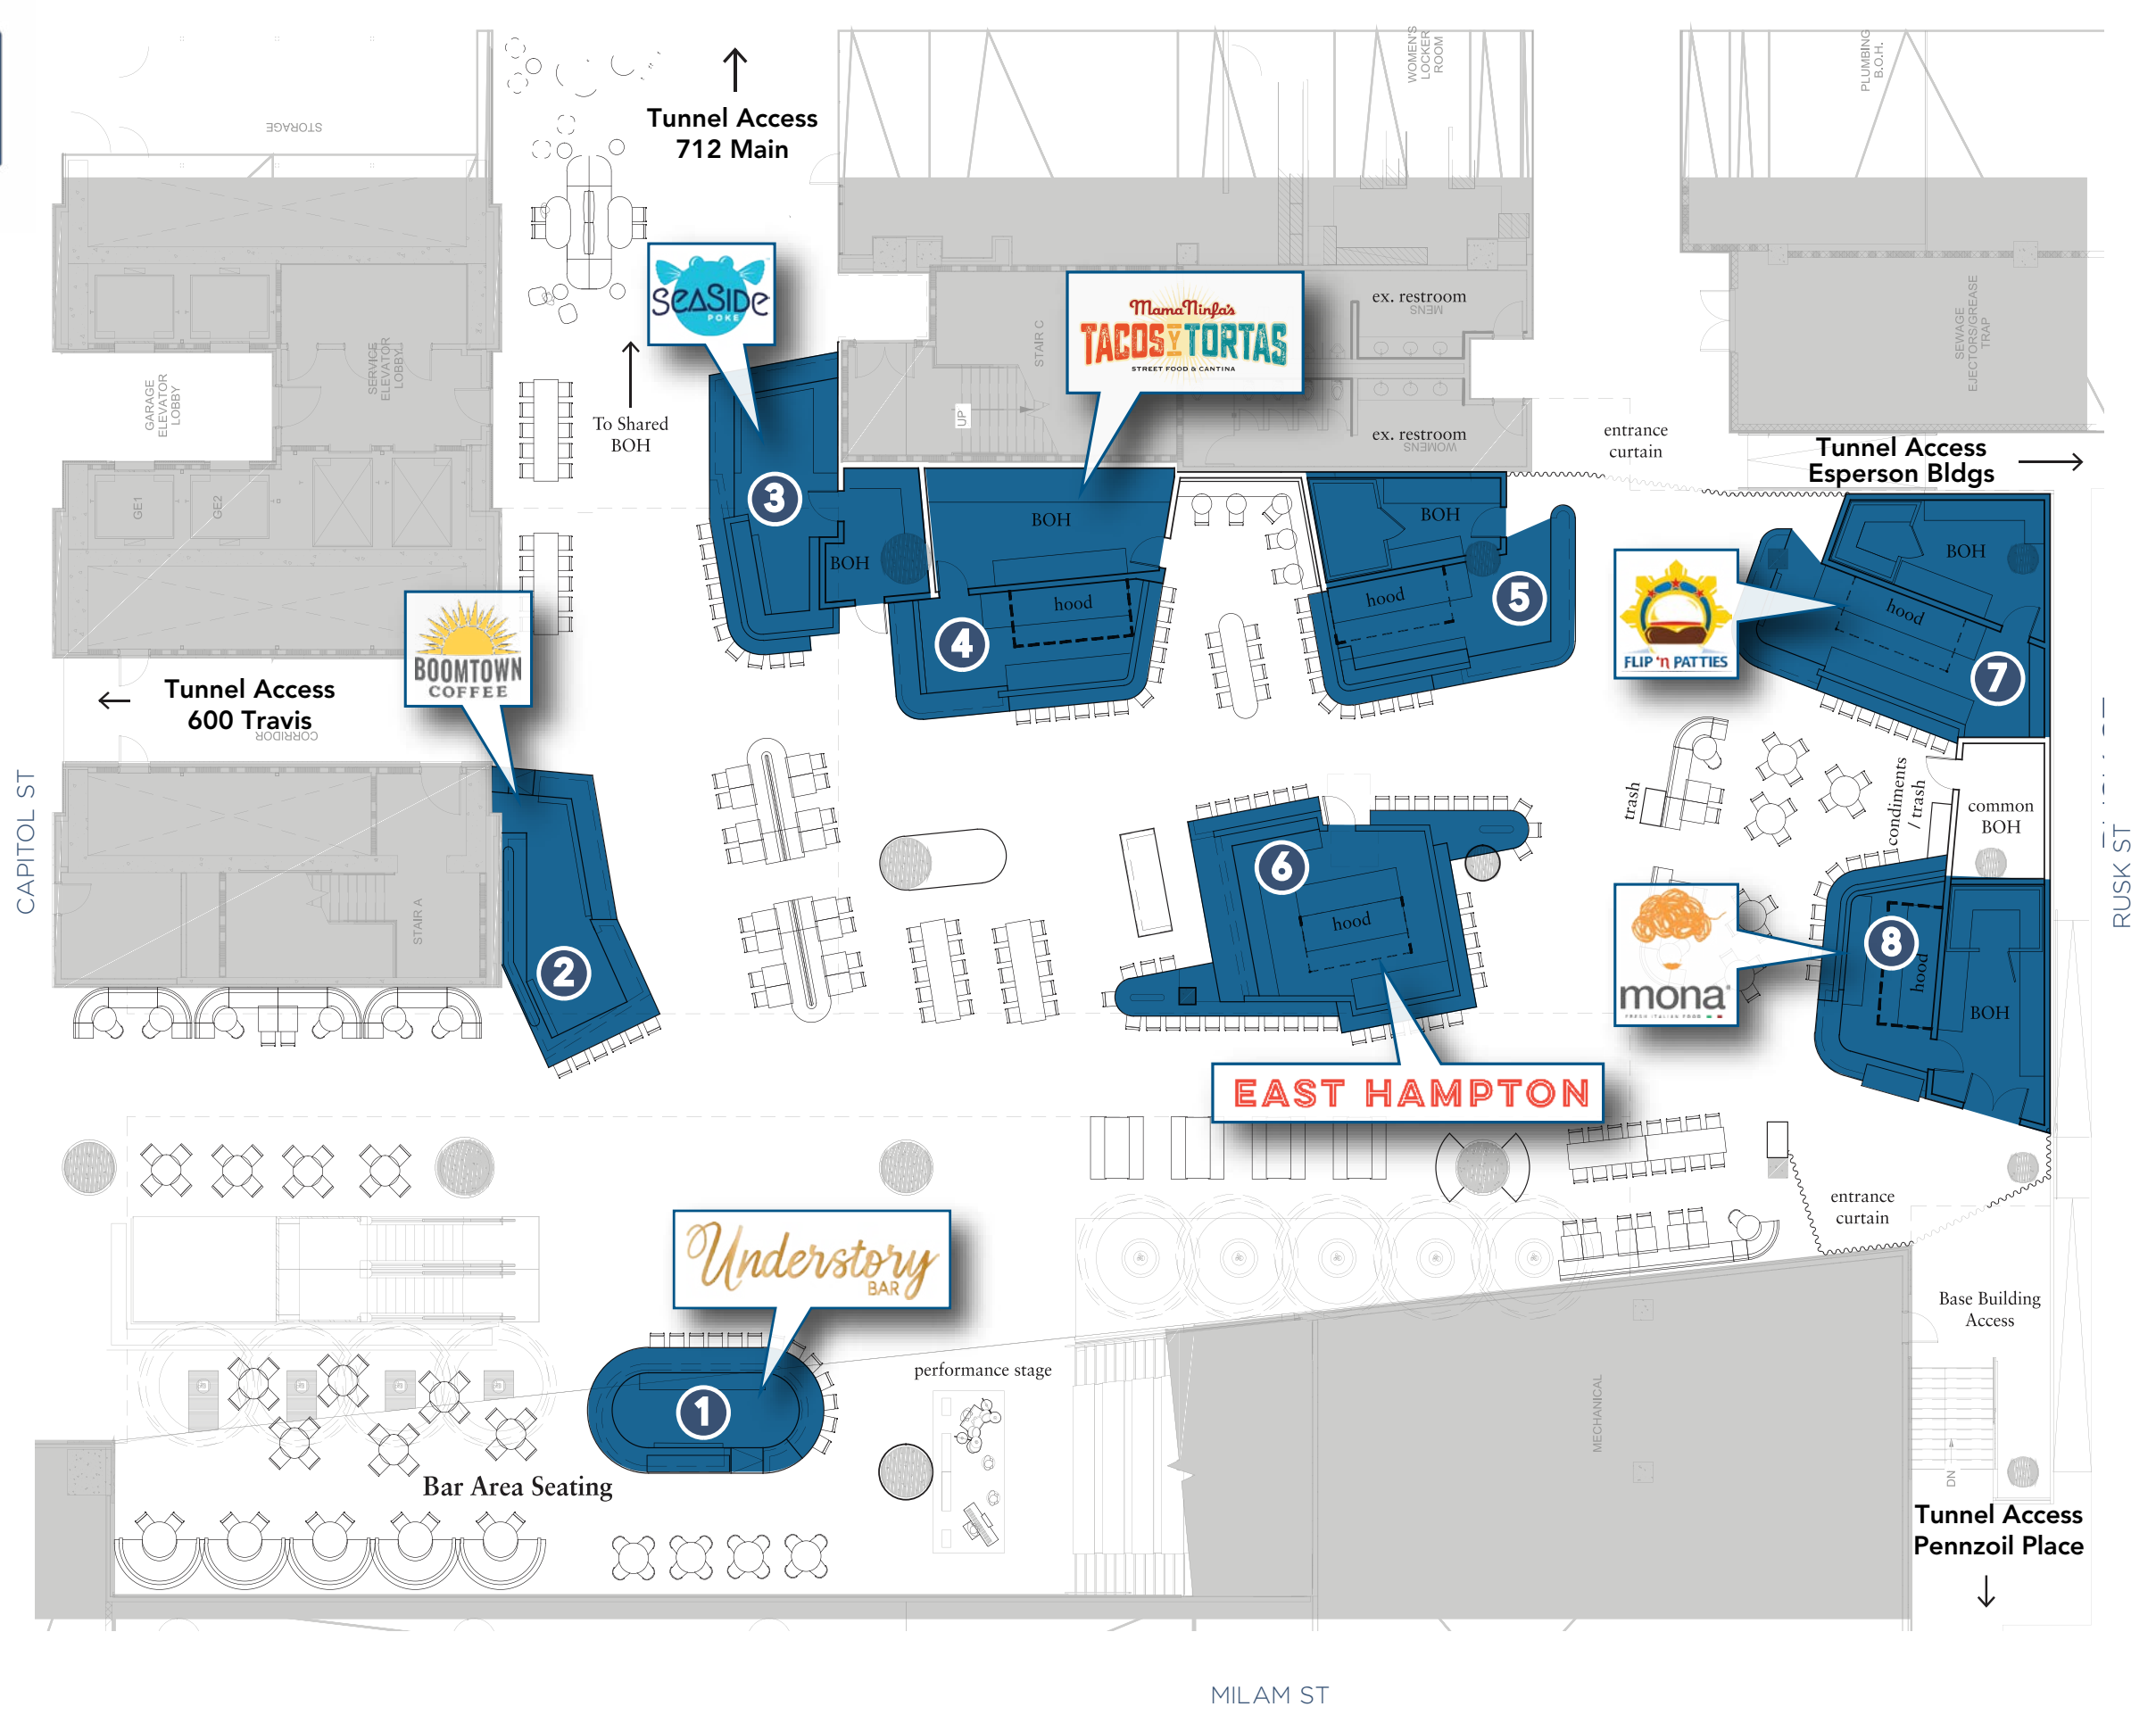 WOMEN'S
LOCKER
ROOM
PLUMBING
B.O.H.
STORAGE
Tunnel Access
712 Main
SEASIDE
POKE
Mama Ninfa's
TACOS Y TORTAS
STREET FOOD & CANTINA
STAIR C
UP
ex. restroom
MENS
ex. restroom
WOMENS
SEWAGE
EJECTORS/GREASE
TRAP
GARAGE
ELEVATOR
LOBBY
SERVICE
ELEVATOR
LOBBY
To Shared
BOH
entrance
curtain
Tunnel Access
Esperson Bldgs
GE1
GE2
3
BOH
BOH
hood
4
BOH
hood
5
BOH
hood
7
FLIP 'n PATTIES
BOOMTOWN
COFFEE
Tunnel Access
600 Travis
CORRIDOR
CAPITOL ST
STAIR A
2
6
hood
EAST HAMPTON
trash
condiments
/ trash
common
BOH
RUSK ST
mona
FRESH ITALIAN FOOD
8
hood
BOH
entrance
curtain
Understory
BAR
1
performance stage
Bar Area Seating
MECHANICAL
Base Building
Access
DN
Tunnel Access
Pennzoil Place
MILAM ST